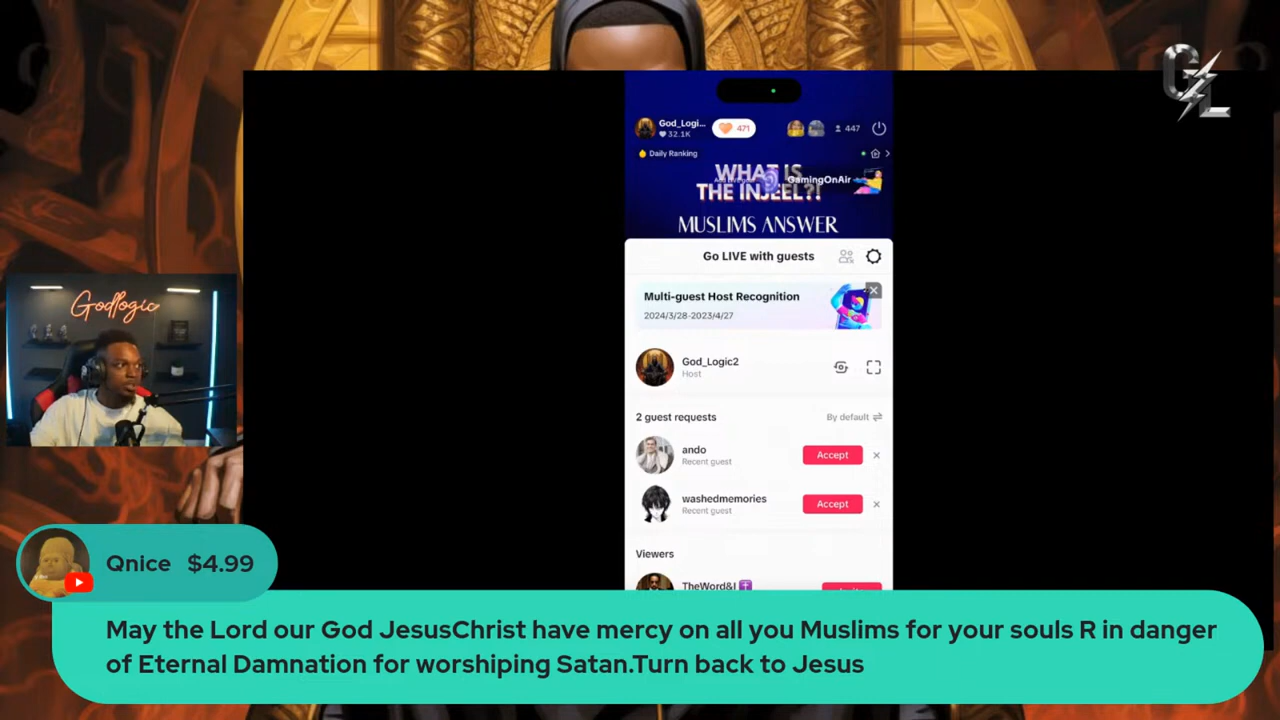 GL
God_Logi...
32.1K
471
447
Daily Ranking
WHAT IS
THE INJEEL?!
GamingOnAir
MUSLIMS ANSWER
Go LIVE with guests
Multi-guest Host Recognition
2024/3/28-2023/4/27
God_Logic2
Host
2 guest requests
By default
ando
Recent guest
Accept
washedmemories
Recent guest
Accept
Viewers
TheWord&I
Godlogic
Qnice $4.99
May the Lord our God JesusChrist have mercy on all you Muslims for your souls R in danger
of Eternal Damnation for worshiping Satan.Turn back to Jesus